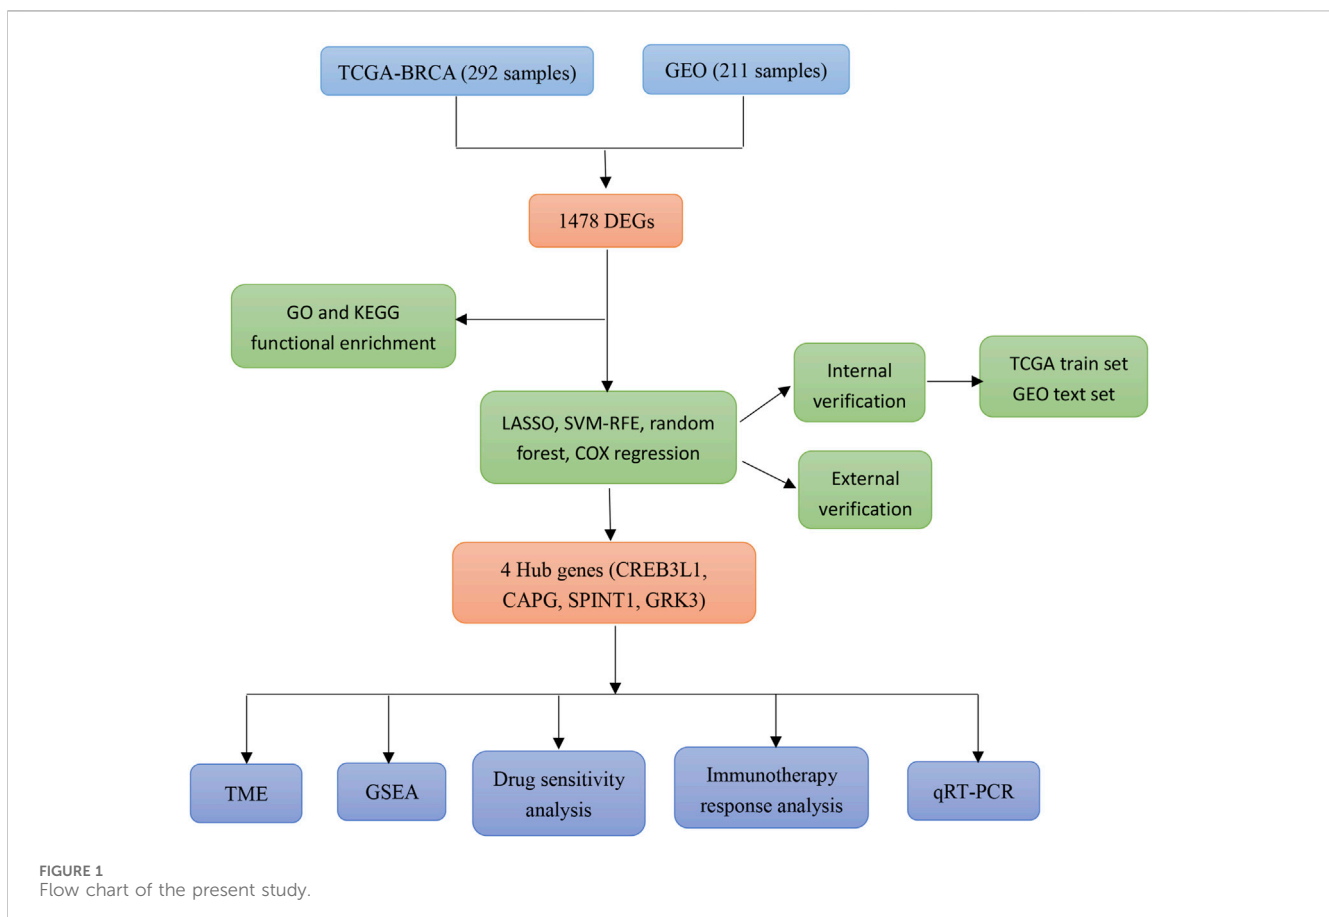 TCGA-BRCA (292 samples)
GEO (211 samples)
1478 DEGs
GO and KEGG
functional enrichment
LASSO, SVM-RFE, random
forest, COX regression
Internal
verification
TCGA train set
GEO text set
External
verification
4 Hub genes (CREB3L1,
CAPG, SPINT1, GRK3)
TME
GSEA
Drug sensitivity
analysis
Immunotherapy
response analysis
qRT-PCR
FIGURE 1
Flow chart of the present study.